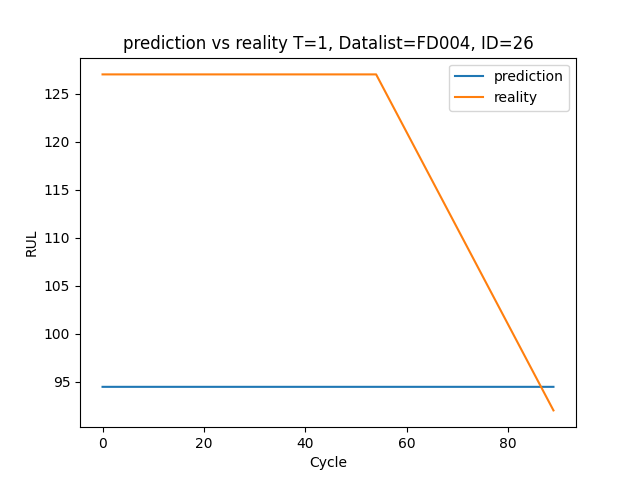 prediction vs reality T=1, Datalist=FD004, ID=26
prediction
reality
125
120
115
110
105
100
95
RUL
0 20 40 60 80
Cycle